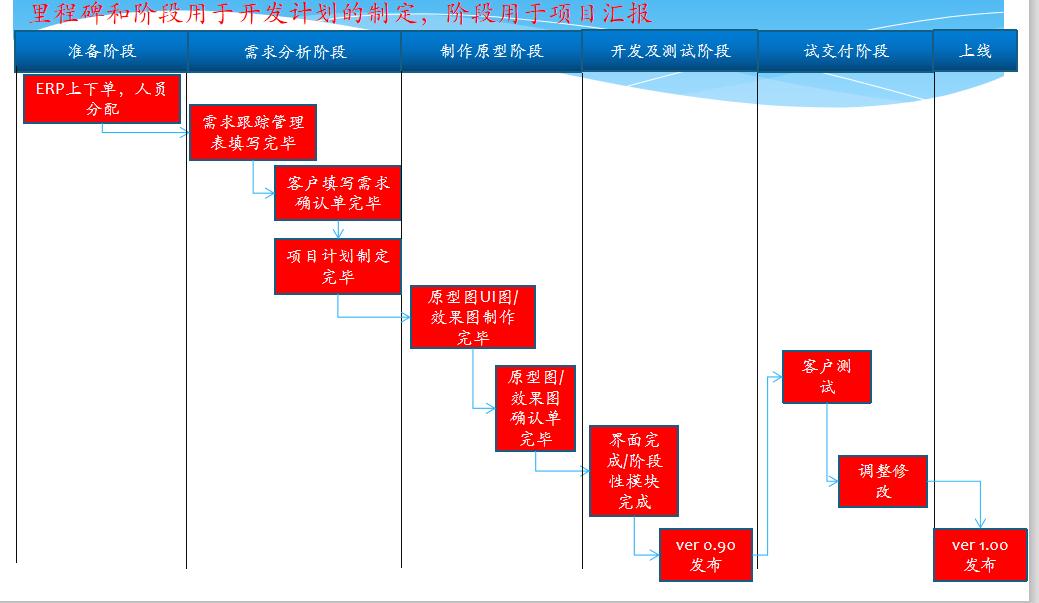 里程碑和阶段用于开发计划的制定，阶段用于项目汇报
准备阶段
需求分析阶段
制作原型阶段
开发及测试阶段
试交付阶段
上线
ERP上下单，人员
分配
需求跟踪管理
表填写完毕
客户填写需求
确认单完毕
项目计划制定
完毕
原型图UI图/
效果图制作
完毕
原型图/
效果图
确认单
完毕
界面完
成/阶段
性模块
完成
ver 0.90
发布
客户测
试
调整修
改
ver 1.00
发布